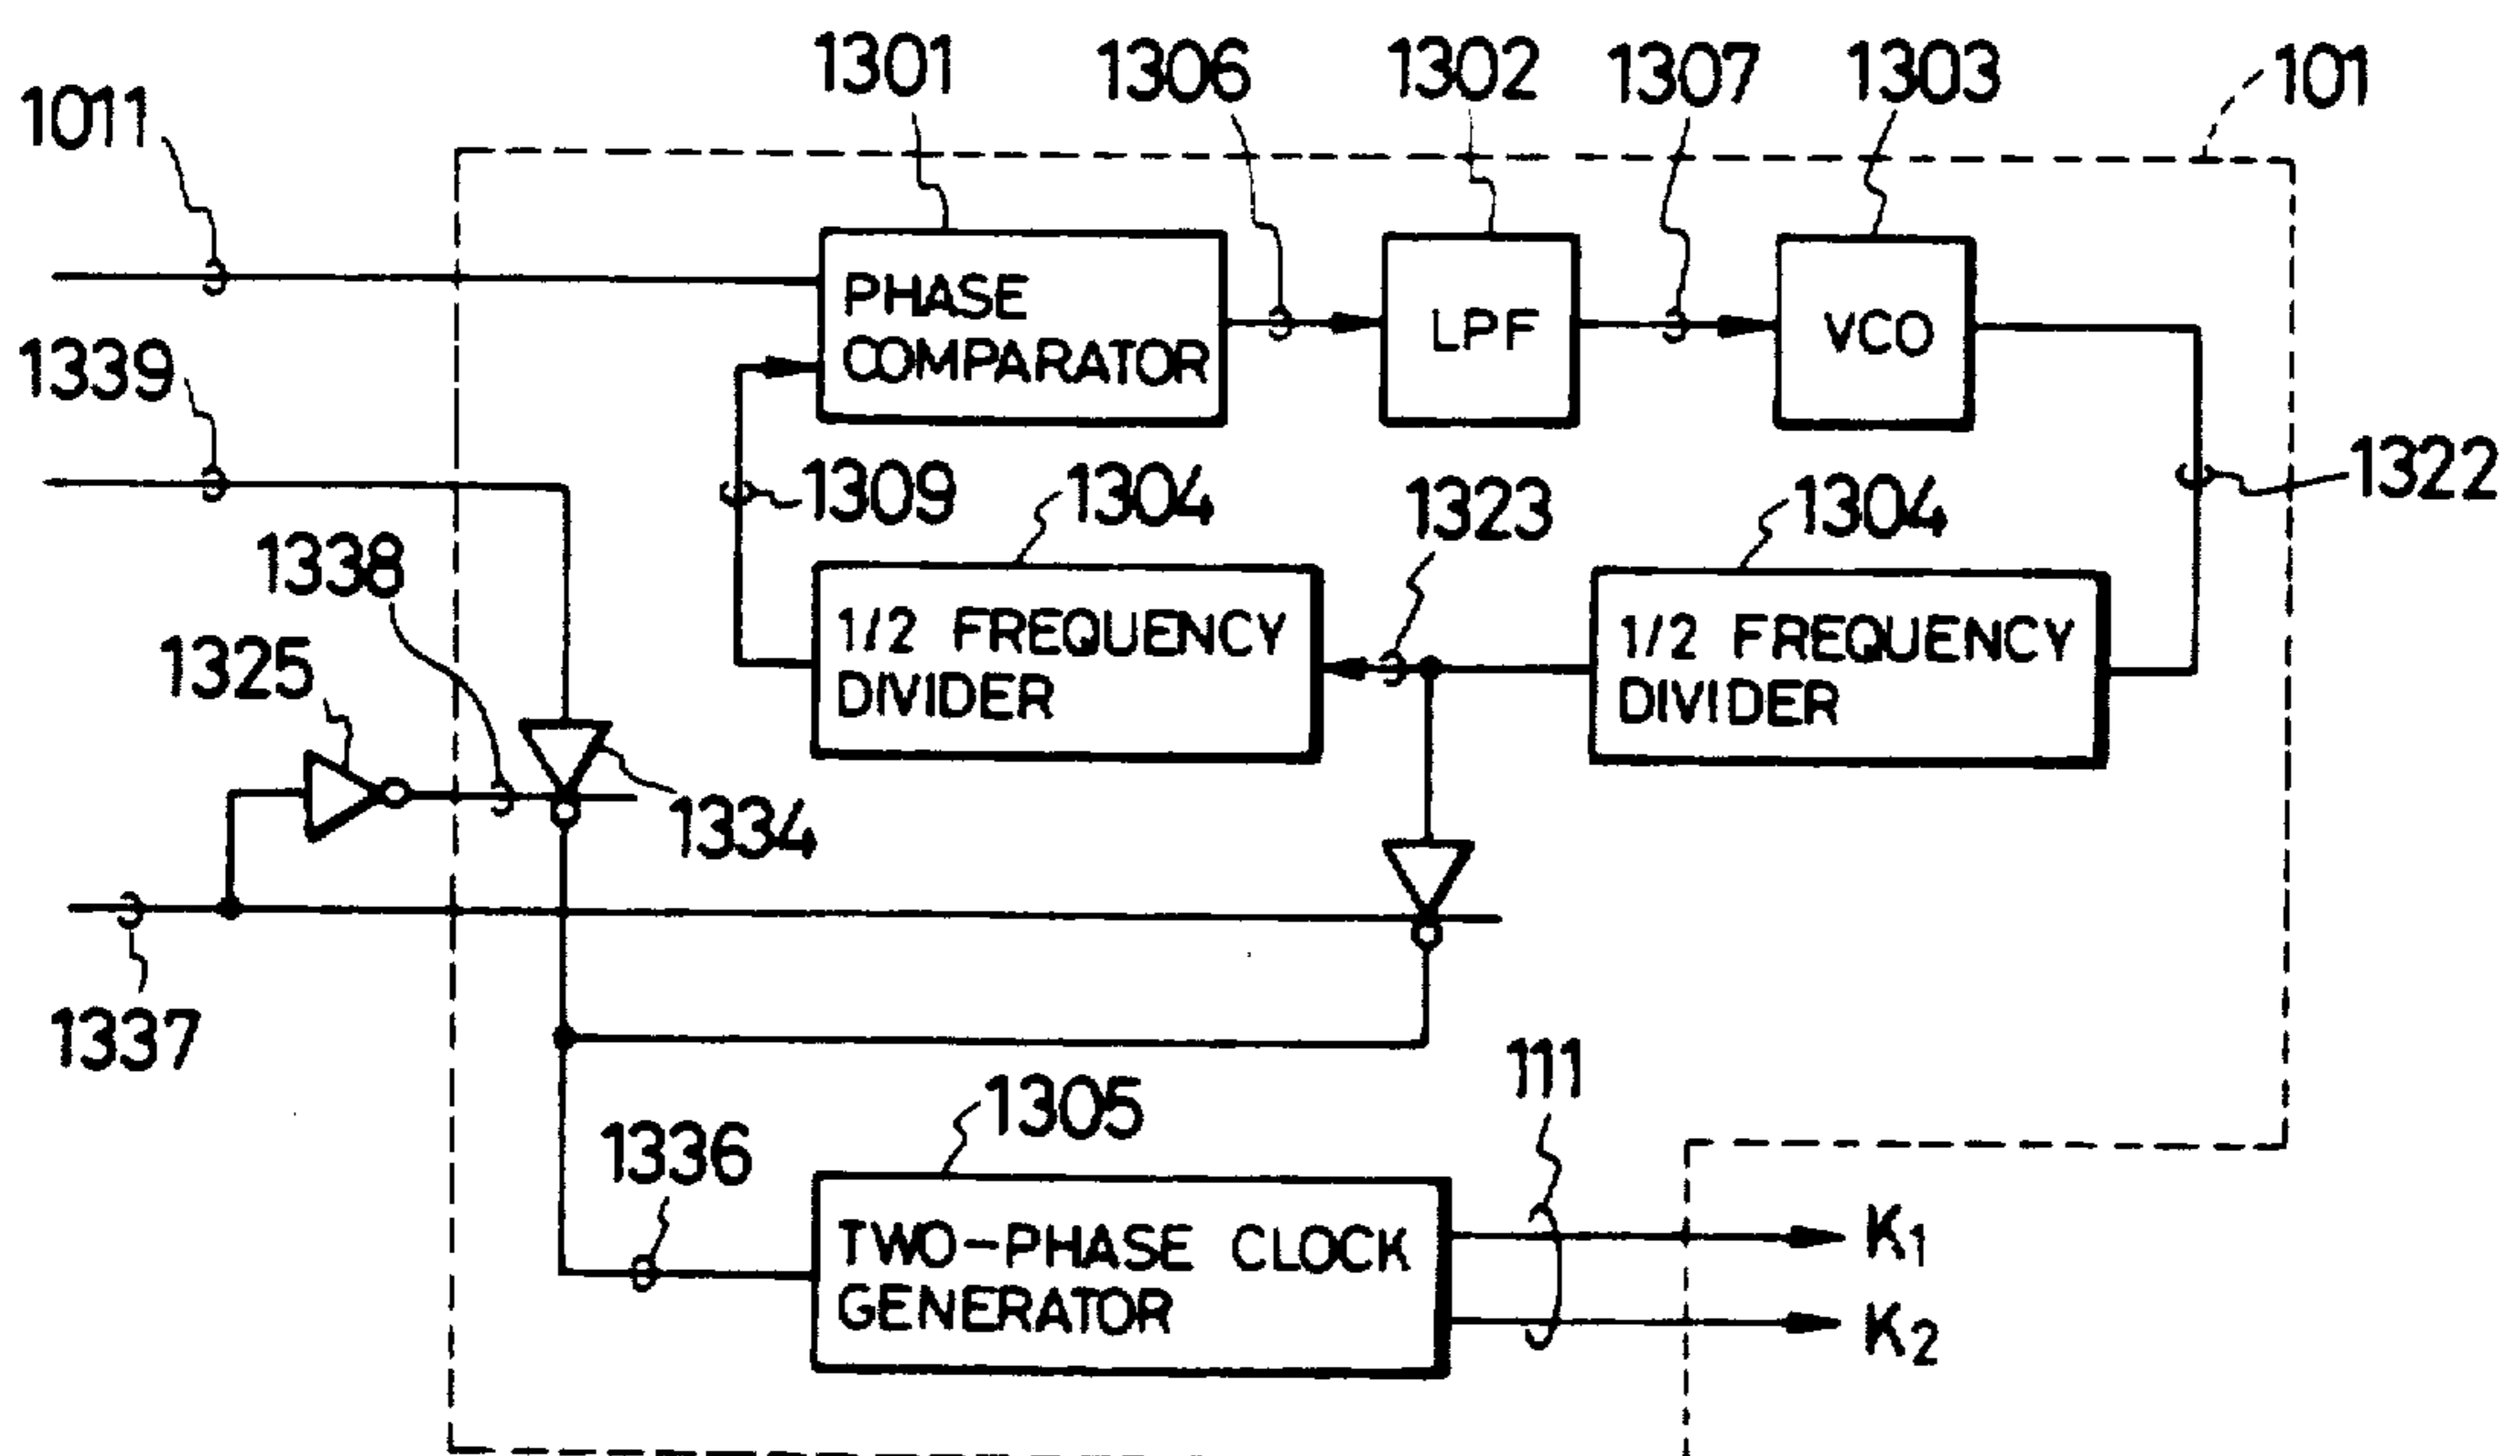 1301
1306
1302
1307
1303
101
1011
PHASE
COMPARATOR
LPF
VCO
1339
1309
1304
1323
1304
1322
1338
1325
1/2 FREQUENCY
DIVIDER
1/2 FREQUENCY
DIVIDER
1334
1337
111
1305
1336
TWO-PHASE CLOCK
GENERATOR
K1
K2